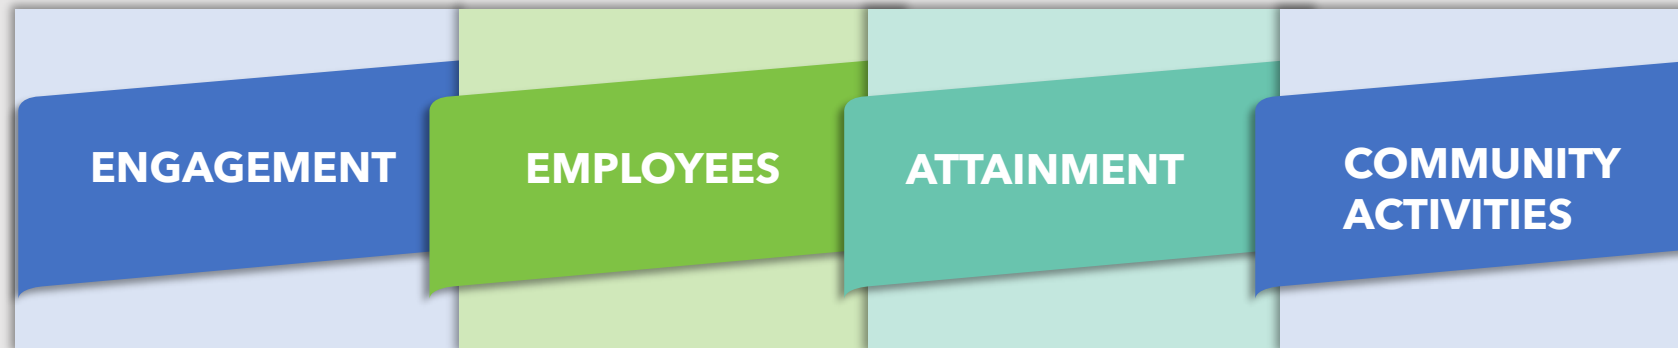 ENGAGEMENT
EMPLOYEES
ATTAINMENT
COMMUNITY
ACTIVITIES